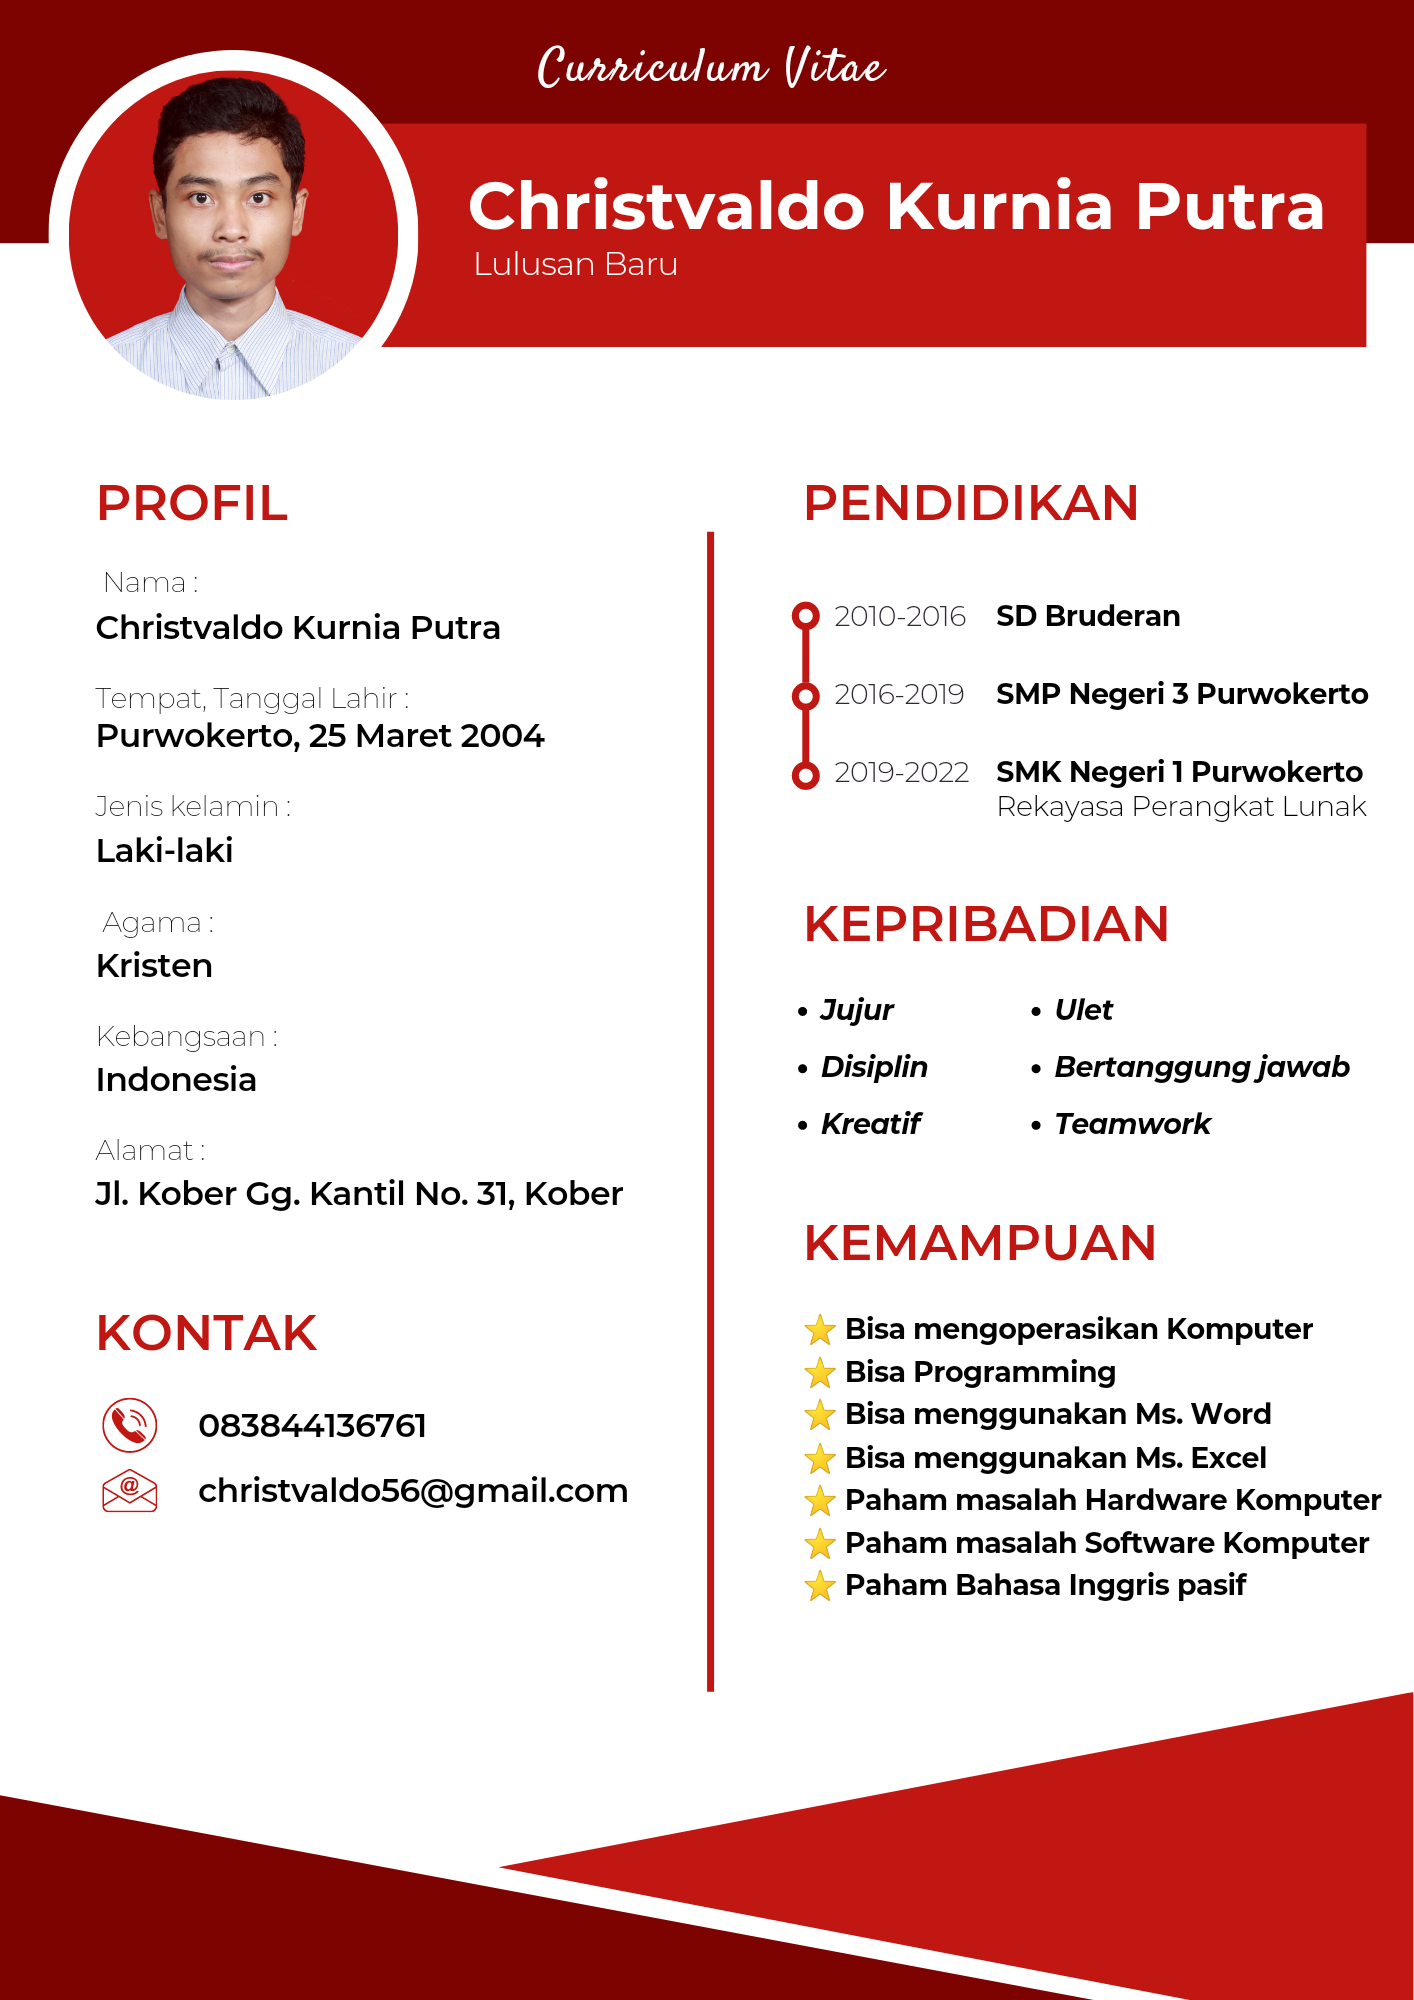 Curriculum Vitae
Christvaldo Kurnia Putra
Lulusan Baru
PROFIL
Nama :
Christvaldo Kurnia Putra
Tempat, Tanggal Lahir :
Purwokerto, 25 Maret 2004
Jenis kelamin :
Laki-laki
Agama :
Kristen
Kebangsaan :
Indonesia
Alamat :
Jl. Kober Gg. Kantil No. 31, Kober
KONTAK
083844136761
@
christvaldo56@gmail.com
PENDIDIKAN
2010-2016 SD Bruderan
2016-2019 SMP Negeri 3 Purwokerto
2019-2022 SMK Negeri 1 Purwokerto
Rekayasa Perangkat Lunak
KEPRIBADIAN
• Jujur
• Disiplin
• Kreatif
• Ulet
• Bertanggung jawab
• Teamwork
KEMAMPUAN
⭐ Bisa mengoperasikan Komputer
⭐ Bisa Programming
⭐ Bisa menggunakan Ms. Word
⭐ Bisa menggunakan Ms. Excel
⭐ Paham masalah Hardware Komputer
⭐ Paham masalah Software Komputer
⭐ Paham Bahasa Inggris pasif